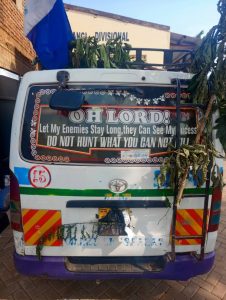 DIVISIONAL
OH LORD!
Let My Enemies Stay Long, they Can See My
DO NOT HUNT WHAT YOU CAN NOT